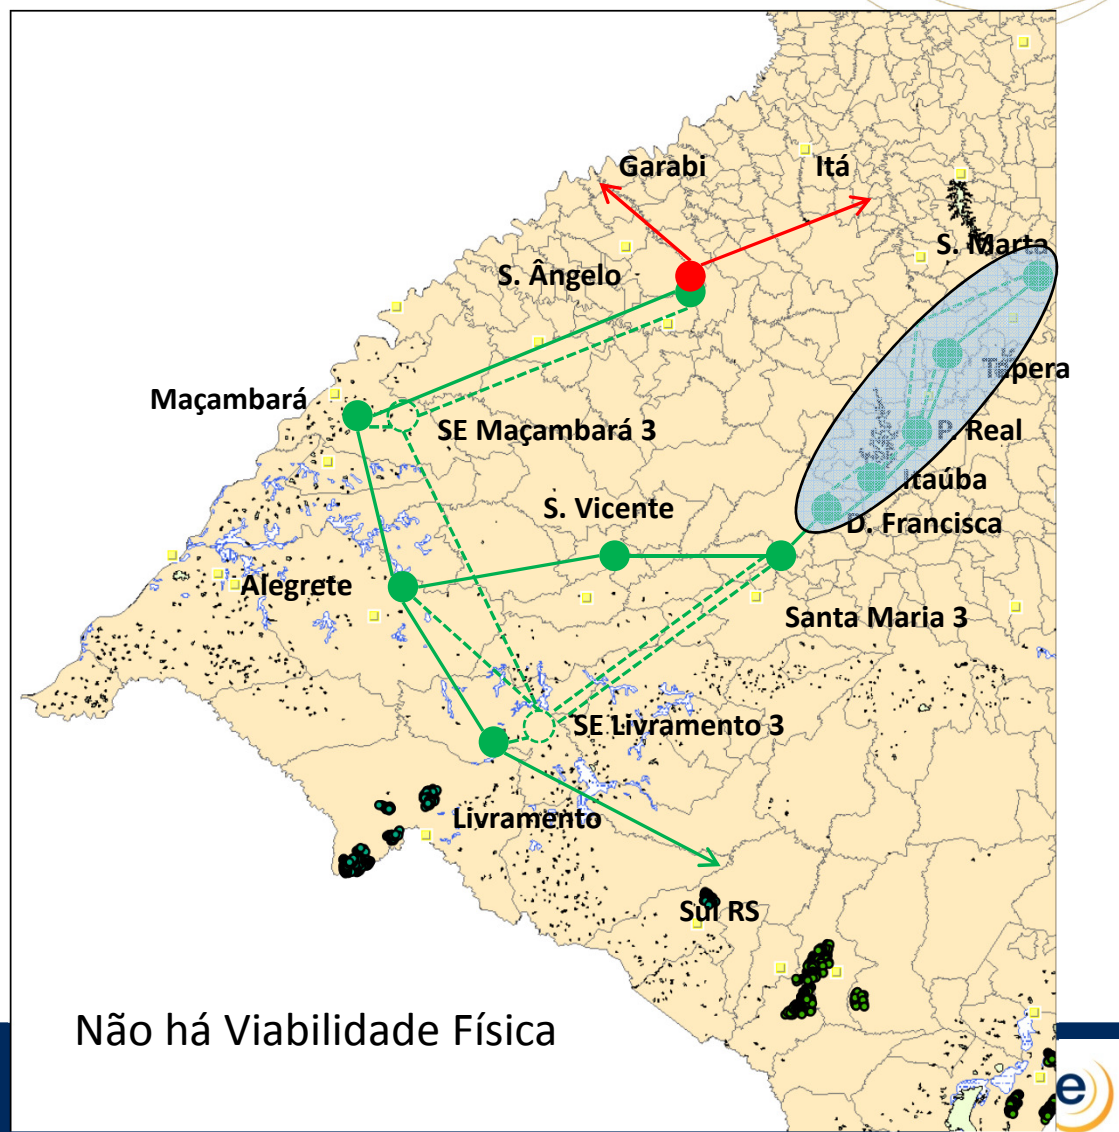 Garabi
Itá
S. Marta
S. Ângelo
Tapera
Maçambará
SE Maçambará 3
P. Real
Itaúba
S. Vicente
D. Francisca
Alegrete
Santa Maria 3
SE Livramento 3
Livramento
Sul RS
Não há Viabilidade Física
e